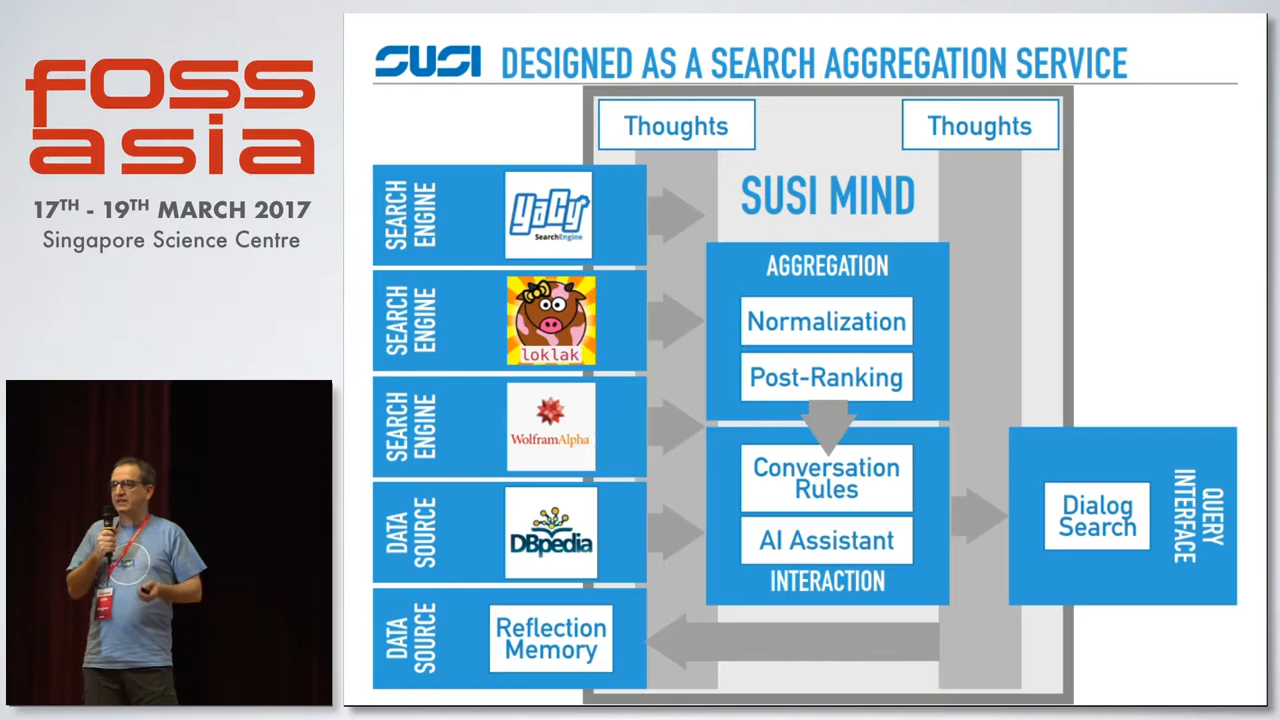 foss
asia
17TH - 19TH MARCH 2017
Singapore Science Centre
SUSI DESIGNED AS A SEARCH AGGREGATION SERVICE
Thoughts
Thoughts
SUSI MIND
SEARCH
ENGINE
YaCy
SearchEngine
SEARCH
ENGINE
loklak
SEARCH
ENGINE
WolframAlpha
DATA
SOURCE
DBpedia
DATA
SOURCE
Reflection
Memory
AGGREGATION
Normalization
Post-Ranking
Conversation
Rules
AI Assistant
INTERACTION
Dialog
Search
QUERY
INTERFACE